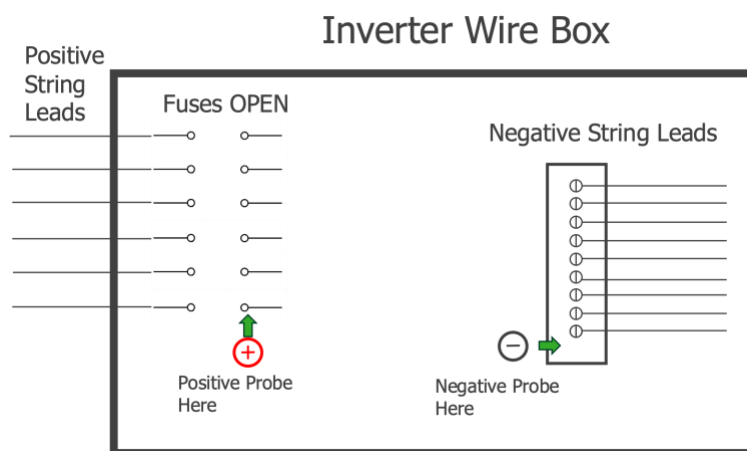 Inverter Wire Box
Positive
String
Leads
Fuses OPEN
Negative String Leads
+
Positive Probe
Here
−
Negative Probe
Here